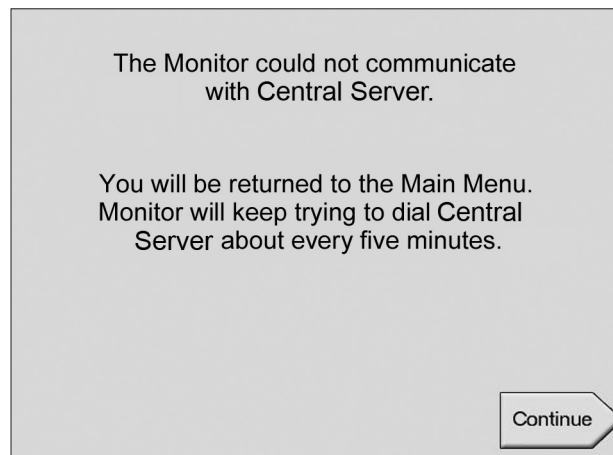 The Monitor could not communicate
with Central Server.
You will be returned to the Main Menu.
Monitor will keep trying to dial Central
Server about every five minutes.
Continue